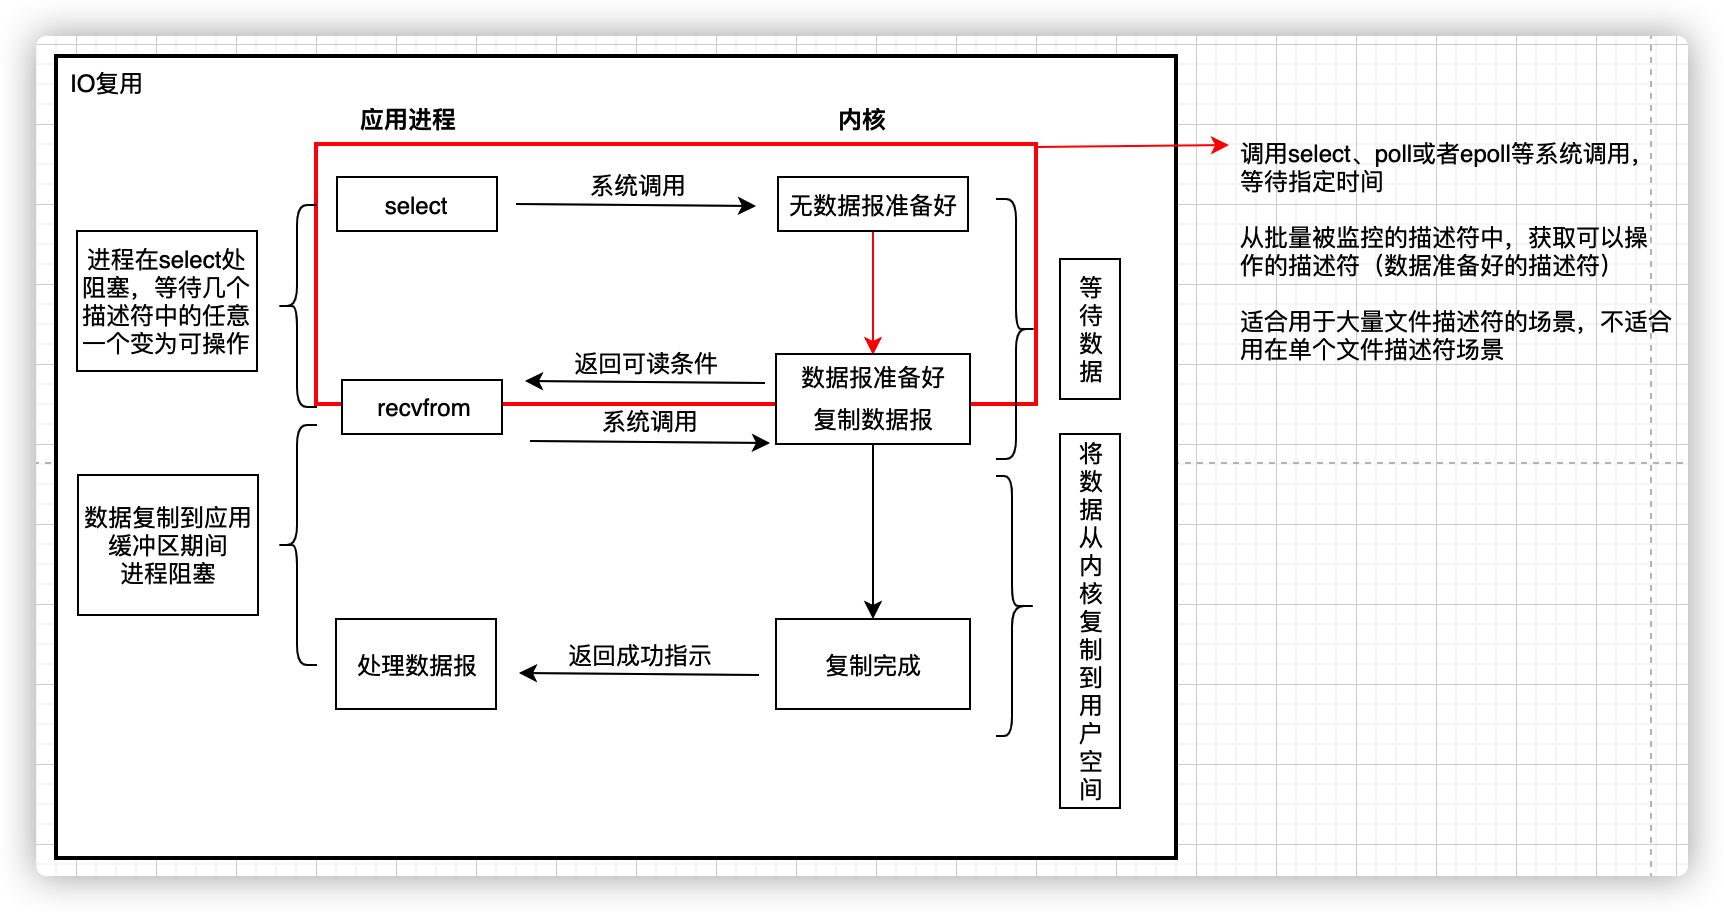 IO复用
应用进程
内核
调用select、poll或者epoll等系统调用，
等待指定时间
从批量被监控的描述符中，获取可以操
作的描述符（数据准备好的描述符）
适合用于大量文件描述符的场景，不适合
用在单个文件描述符场景
select
系统调用
无数据报准备好
进程在select处
阻塞，等待几个
描述符中的任意
一个变为可操作
等
待
数
据
返回可读条件
数据报准备好
复制数据报
recvfrom
系统调用
将
数
据
从
内
核
复
制
到
用
户
空
间
数据复制到应用
缓冲区期间
进程阻塞
处理数据报
返回成功指示
复制完成